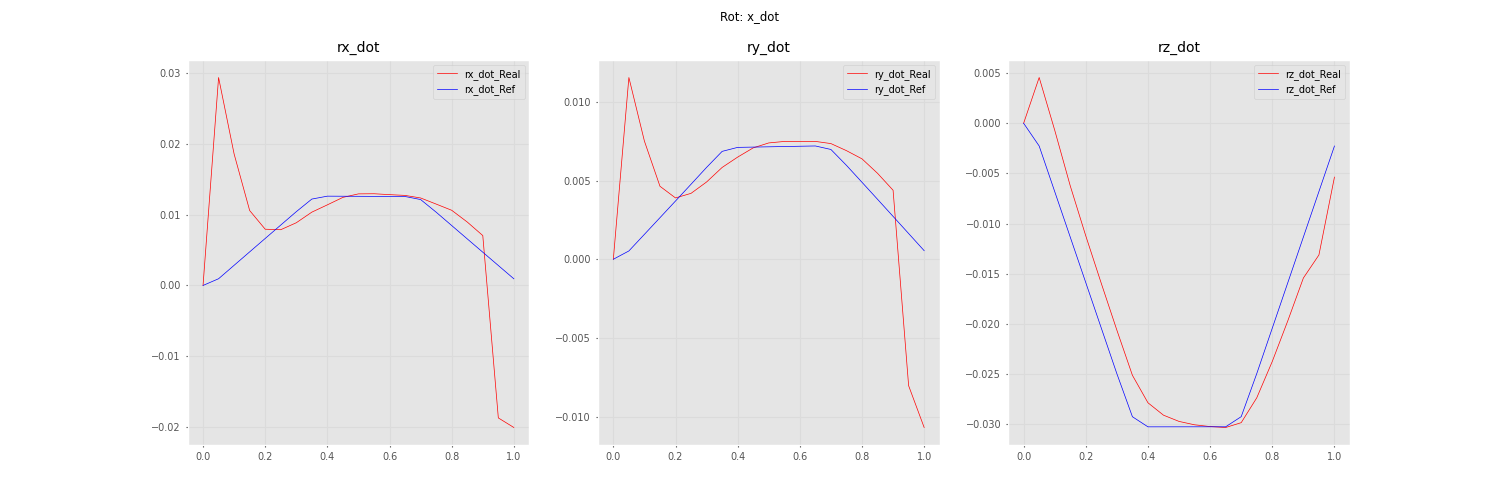 Rot: x_dot
rx_dot
0.03
0.02
0.01
0.00
−0.01
−0.02
0.0 0.2 0.4 0.6 0.8 1.0
rx_dot_Real
rx_dot_Ref
ry_dot
0.010
0.005
0.000
−0.005
−0.010
0.0 0.2 0.4 0.6 0.8 1.0
ry_dot_Real
ry_dot_Ref
rz_dot
0.005
0.000
−0.005
−0.010
−0.015
−0.020
−0.025
−0.030
0.0 0.2 0.4 0.6 0.8 1.0
rz_dot_Real
rz_dot_Ref